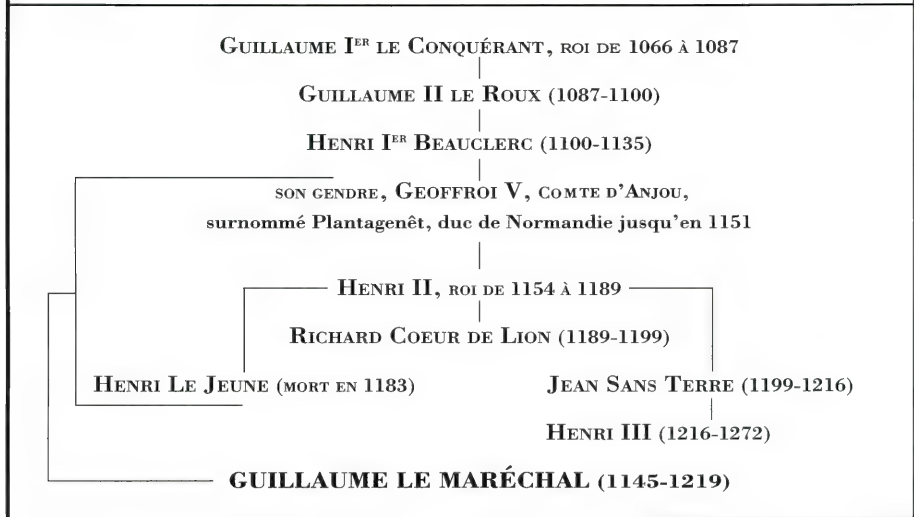 GUILLAUME IER LE CONQUÉRANT, ROI DE 1066 À 1087
GUILLAUME II LE ROUX (1087-1100)
HENRI IER BEAUCLERC (1100-1135)
SON GENDRE, GEOFFROI V, COMTE D'ANJOU,
surnommé Plantagenêt, duc de Normandie jusqu'en 1151
HENRI II, ROI DE 1154 À 1189
RICHARD COEUR DE LION (1189-1199)
HENRI LE JEUNE (MORT EN 1183)
JEAN SANS TERRE (1199-1216)
HENRI III (1216-1272)
GUILLAUME LE MARÉCHAL (1145-1219)